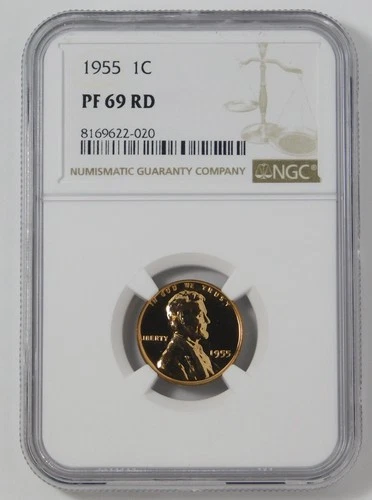 1955 1C
PF 69 RD
8169622-020
NUMISMATIC GUARANTY COMPANY
NGC®
IN GOD WE TRUST
LIBERTY
1955